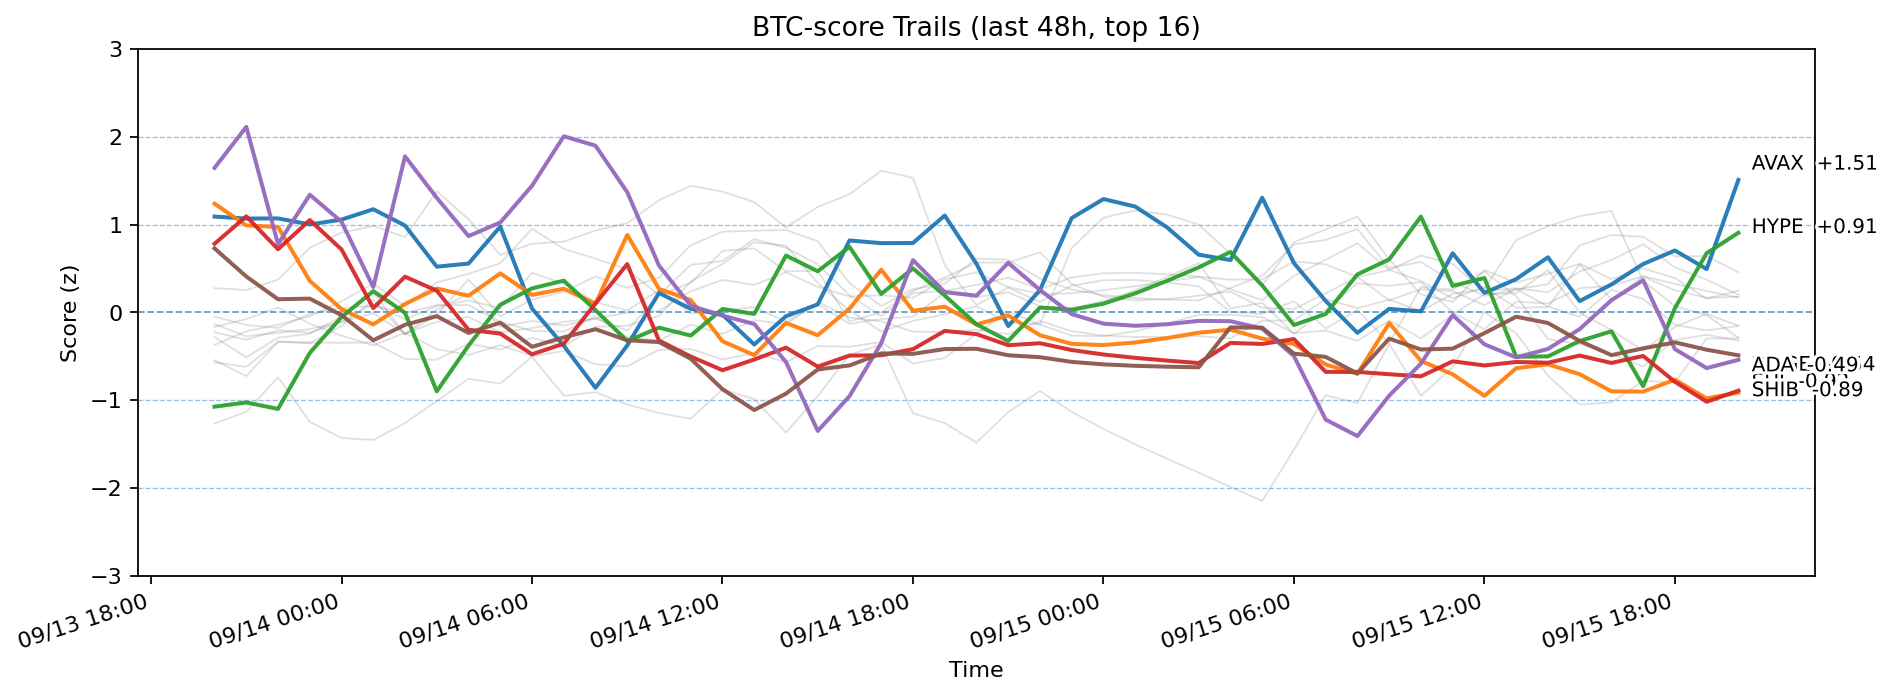 BTC-score Trails (last 48h, top 16)
3
2
1
0
−1
−2
−3
Score (z)
AVAX +1.51
HYPE +0.91
ADA -0.49
SHIB -0.89
09/13 18:00
09/14 00:00
09/14 06:00
09/14 12:00
09/14 18:00
09/15 00:00
09/15 06:00
09/15 12:00
09/15 18:00
Time